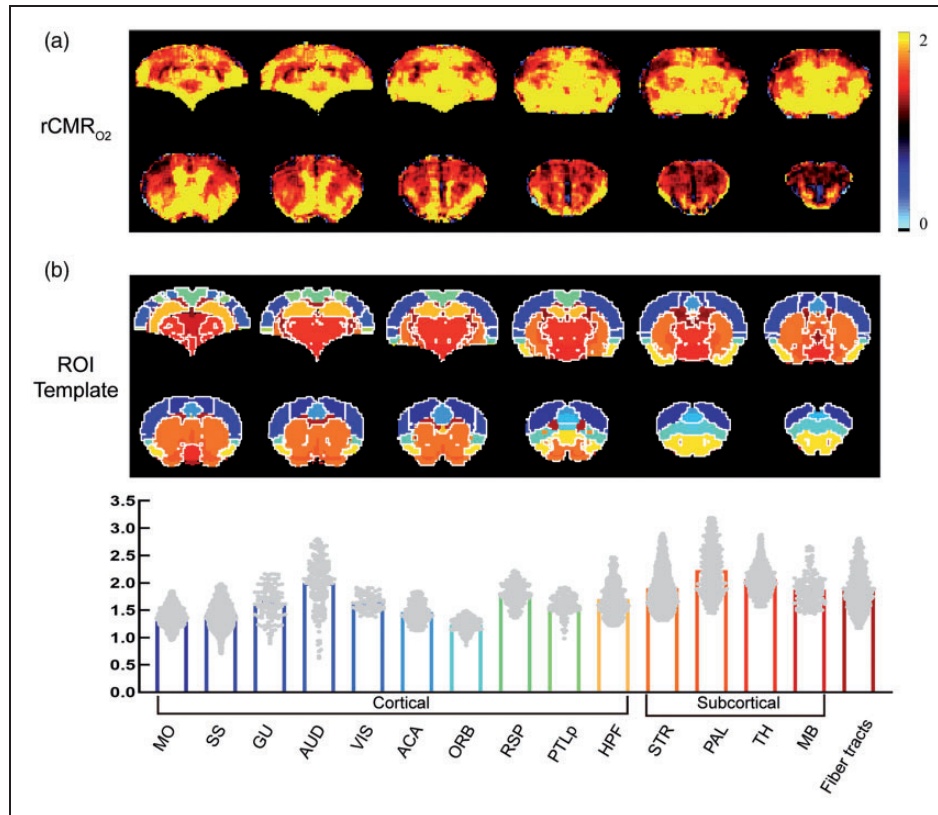 (a)
rCMRO2
2
0
(b)
ROI
Template
3.5
3.0
2.5
2.0
1.5
1.0
0.5
0.0
Cortical
Subcortical
MO
SS
GU
AUD
VIS
ACA
ORB
RSP
PTLp
HPF
STR
PAL
TH
MB
Fiber tracts